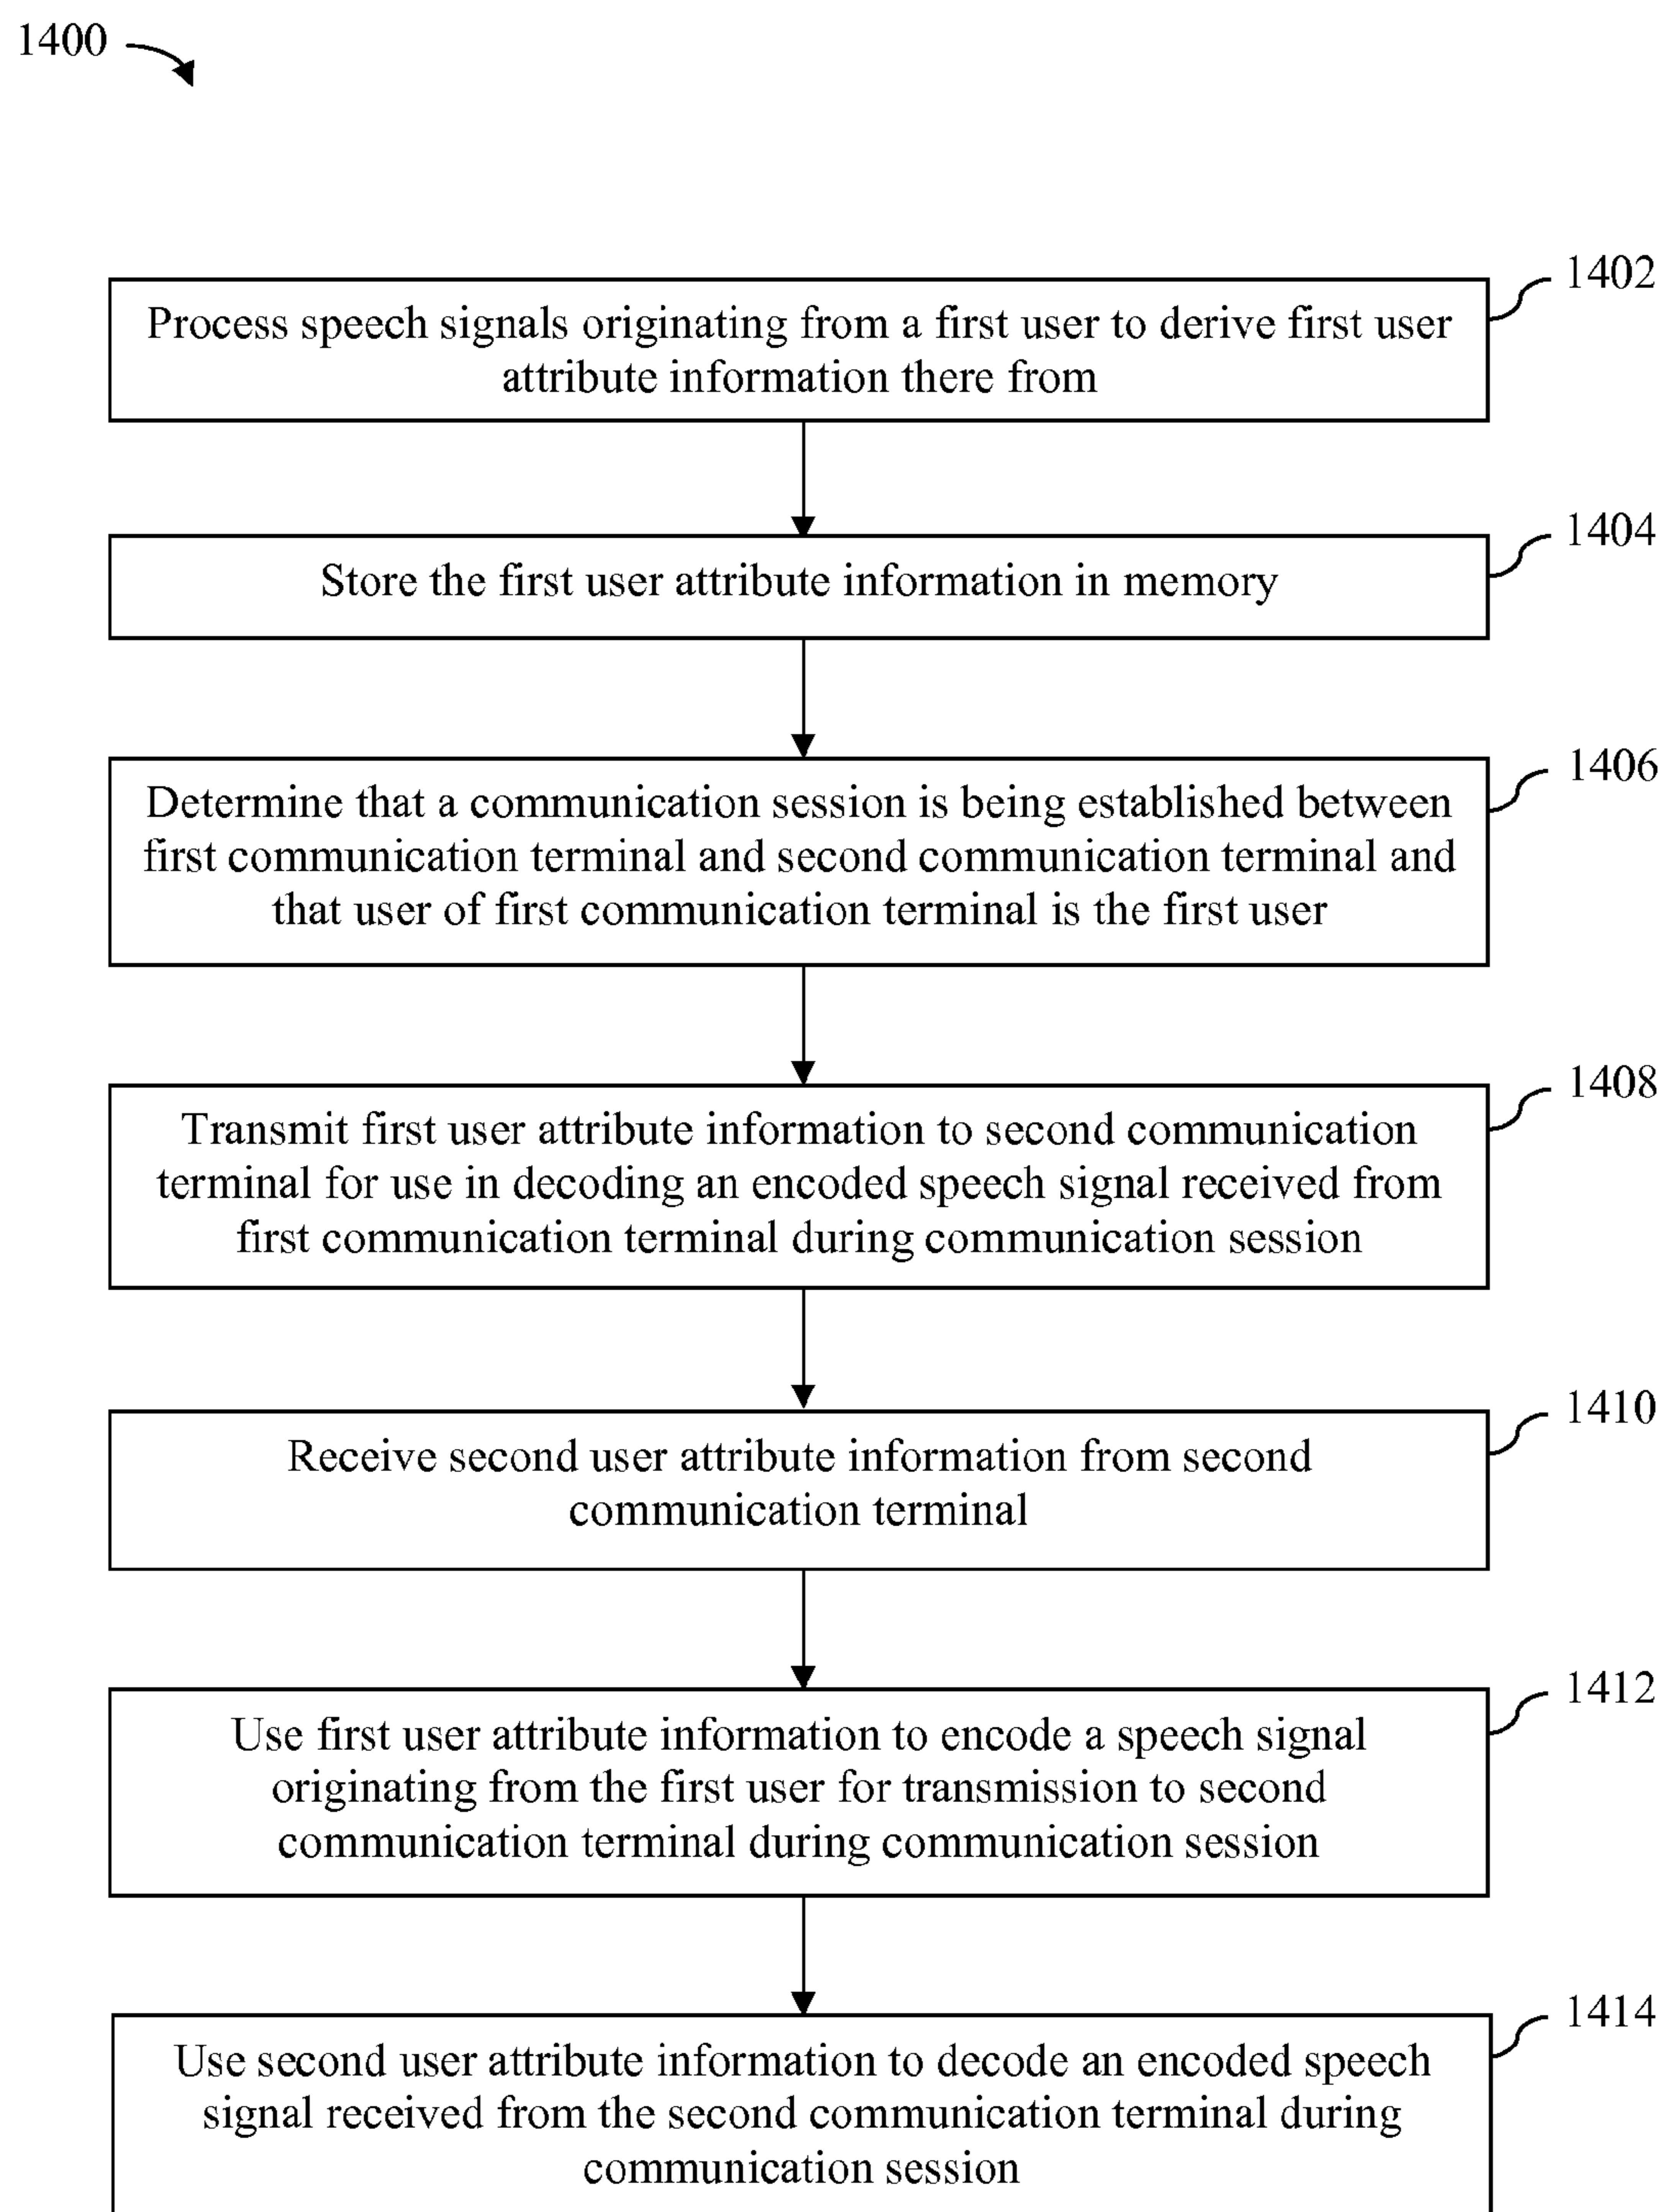 1400
1402
Process speech signals originating from a first user to derive first user
attribute information there from
1404
Store the first user attribute information in memory
1406
Determine that a communication session is being established between
first communication terminal and second communication terminal and
that user of first communication terminal is the first user
1408
Transmit first user attribute information to second communication
terminal for use in decoding an encoded speech signal received from
first communication terminal during communication session
1410
Receive second user attribute information from second
communication terminal
1412
Use first user attribute information to encode a speech signal
originating from the first user for transmission to second
communication terminal during communication session
1414
Use second user attribute information to decode an encoded speech
signal received from the second communication terminal during
communication session